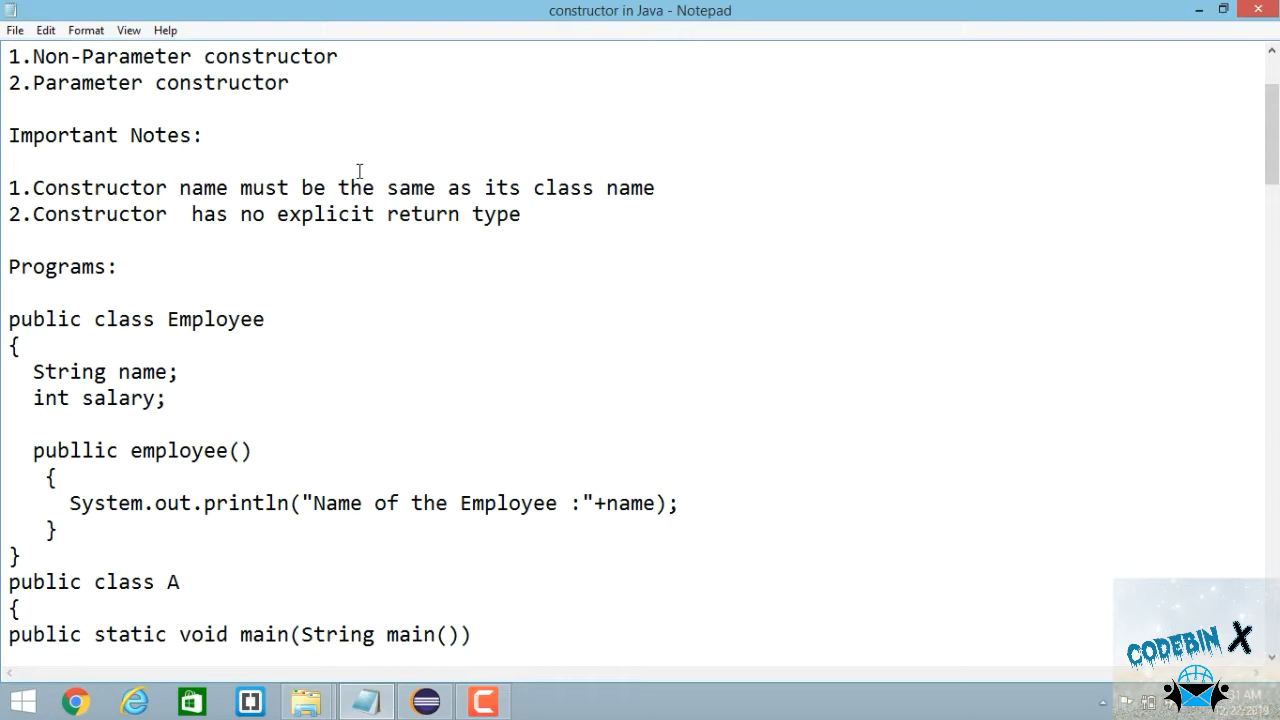 constructor in Java - Notepad
File Edit Format View Help
1.Non-Parameter constructor
2.Parameter constructor
Important Notes:
1.Constructor name must be the same as its class name
2.Constructor  has no explicit return type
Programs:
public class Employee
{
String name;
int salary;
publlic employee()
{
System.out.println("Name of the Employee :"+name);
}
}
public class A
{
public static void main(String main())
CODEBIN X